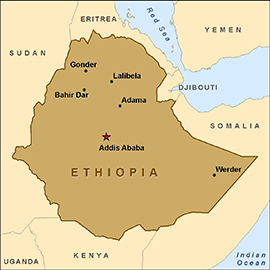 ERITREA
Red Sea
YEMEN
SUDAN
Gonder
Lalibela
DJIBOUTI
Bahir Dar
Adama
SOMALIA
Addis Ababa
Werder
ETHIOPIA
UGANDA
KENYA
Indian
Ocean